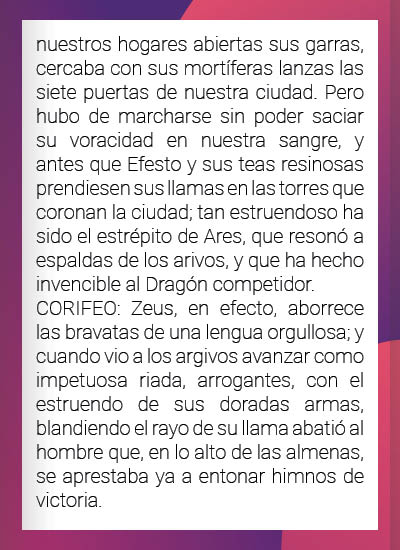 nuestros hogares abiertas sus garras,
cercaba con sus mortíferas lanzas las
siete puertas de nuestra ciudad. Pero
hubo de marcharse sin poder saciar
su voracidad en nuestra sangre, y
antes que Efesto y sus teas resinosas
prendiesen sus llamas en las torres que
coronan la ciudad; tan estruendoso ha
sido el estrépito de Ares, que resonó a
espaldas de los arivos, y que ha hecho
invencible al Dragón competidor.
CORIFEO: Zeus, en efecto, aborrece
las bravatas de una lengua orgullosa; y
cuando vio a los argivos avanzar como
impetuosa riada, arrogantes, con el
estruendo de sus doradas armas,
blandiendo el rayo de su llama abatió al
hombre que, en lo alto de las almenas,
se aprestaba ya a entonar himnos de
victoria.